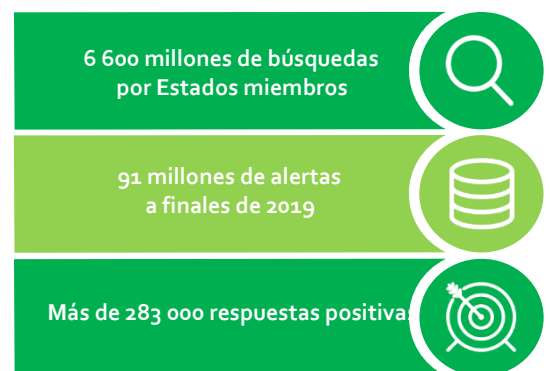 6 600 millones de búsquedas
por Estados miembros
91 millones de alertas
a finales de 2019
Más de 283 000 respuestas positivas